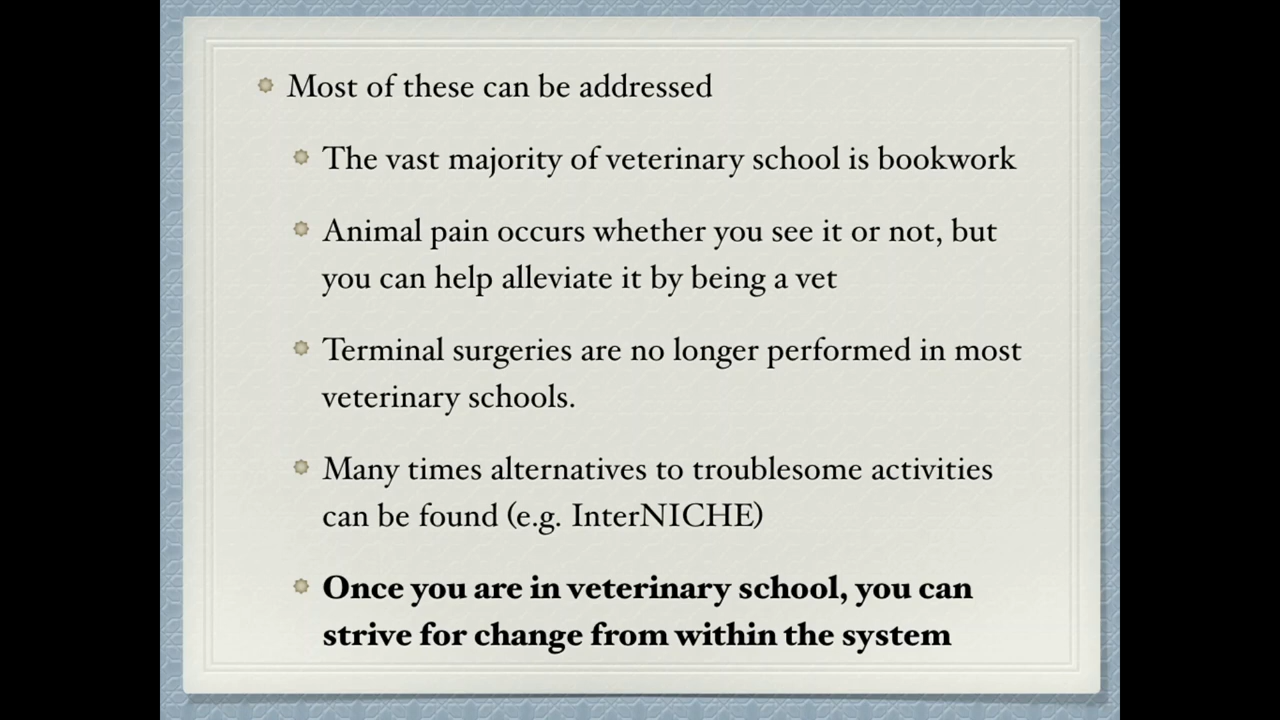 Most of these can be addressed
The vast majority of veterinary school is bookwork
Animal pain occurs whether you see it or not, but
you can help alleviate it by being a vet
Terminal surgeries are no longer performed in most
veterinary schools.
Many times alternatives to troublesome activities
can be found (e.g. InterNICHE)
Once you are in veterinary school, you can
strive for change from within the system